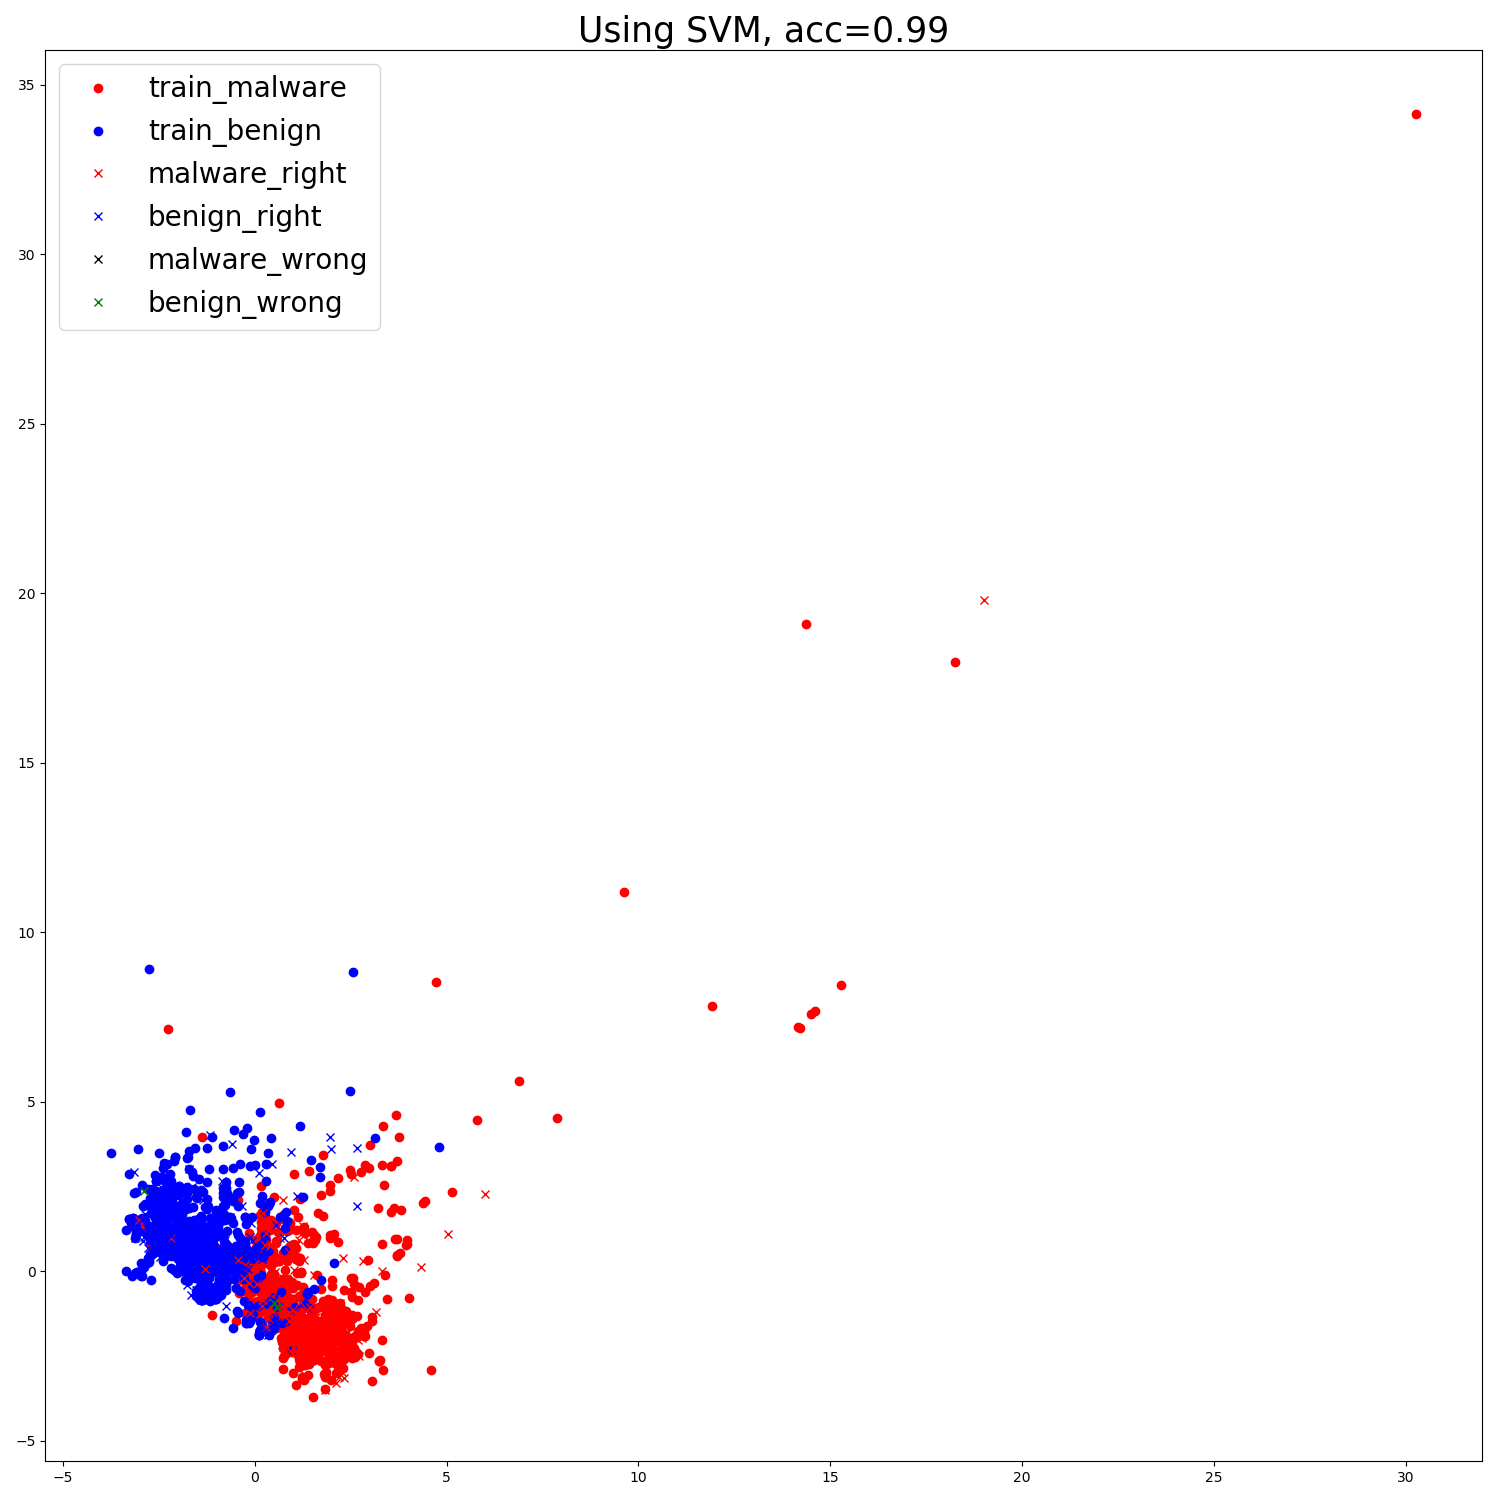 Using SVM, acc=0.99
train_malware
train_benign
malware_right
benign_right
malware_wrong
benign_wrong
35
30
25
20
15
10
5
0
−5
−5 0 5 10 15 20 25 30